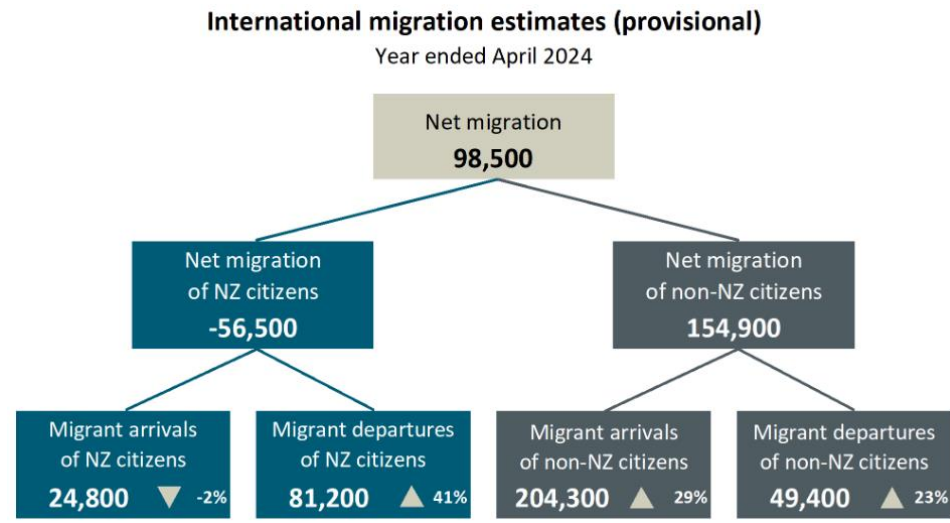 International migration estimates (provisional)
Year ended April 2024
Net migration
98,500
Net migration
of NZ citizens
-56,500
Net migration
of non-NZ citizens
154,900
Migrant arrivals
of NZ citizens
24,800 ▼ -2%
Migrant departures
of NZ citizens
81,200 ▲ 41%
Migrant arrivals
of non-NZ citizens
204,300 ▲ 29%
Migrant departures
of non-NZ citizens
49,400 ▲ 23%